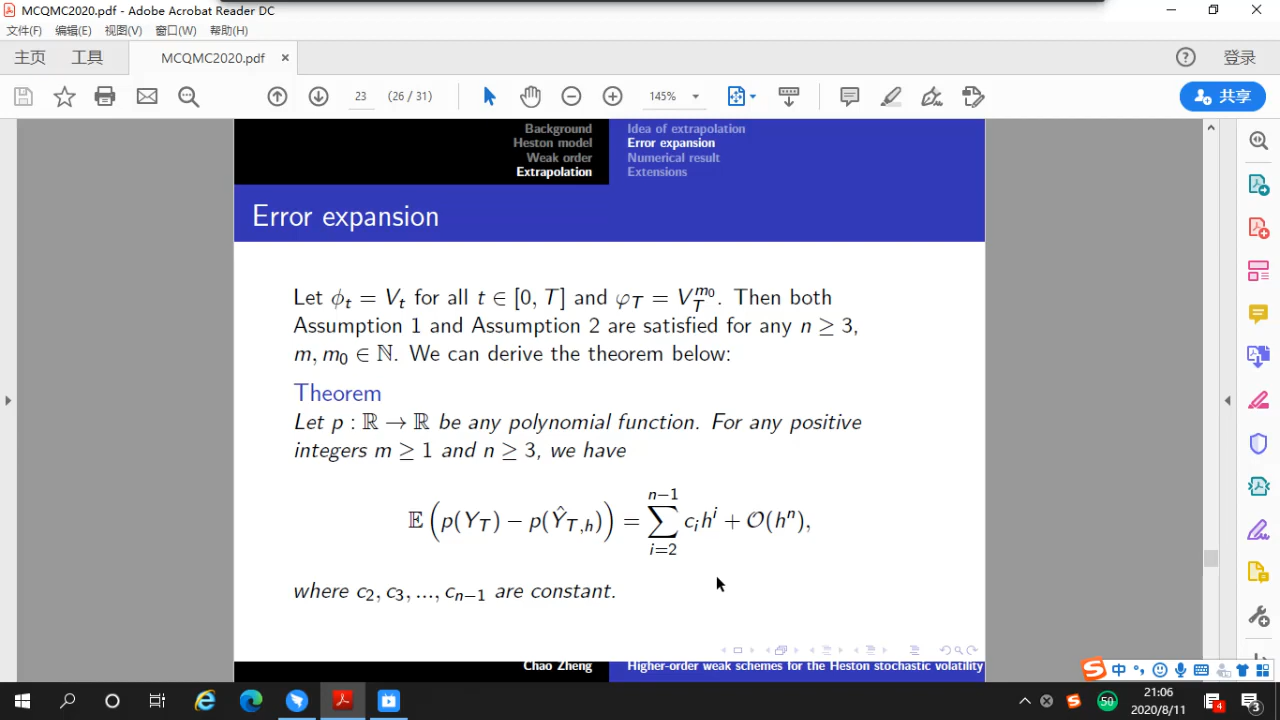 MCQMC2020.pdf - Adobe Acrobat Reader DC
文件(F) 编辑(E) 视图(V) 窗口(W) 帮助(H)
主页 工具 MCQMC2020.pdf × 登录
23 (26 / 31) 145% 共享
Background
Heston model
Weak order
Extrapolation
Idea of extrapolation
Error expansion
Numerical result
Extensions
Error expansion
Let ϕ_t = V_t for all t ∈ [0, T] and φ_T = V_T^{m_0}. Then both
Assumption 1 and Assumption 2 are satisfied for any n ≥ 3,
m, m_0 ∈ ℕ. We can derive the theorem below:
Theorem
Let p : ℝ → ℝ be any polynomial function. For any positive
integers m ≥ 1 and n ≥ 3, we have
𝔼 ( p(Y_T) − p(Ŷ_{T,h}) ) = ∑_{i=2}^{n−1} c_i h^i + 𝒪(h^n),
where c_2, c_3, ..., c_{n−1} are constant.
Chao Zheng Higher-order weak schemes for the Heston stochastic volatility
中
50 21:06 4 3
2020/8/11